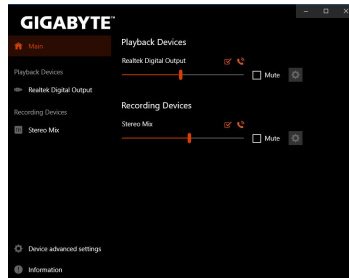 GIGABYTE™
Main
Playback Devices
Realtek Digital Output
Recording Devices
Stereo Mix
Device advanced settings
Information
Playback Devices
Realtek Digital Output
Mute
Recording Devices
Stereo Mix
Mute